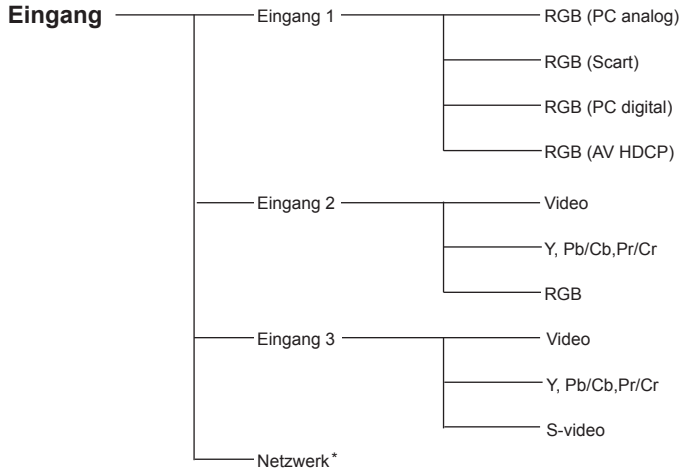 Eingang
Eingang 1
RGB (PC analog)
RGB (Scart)
RGB (PC digital)
RGB (AV HDCP)
Eingang 2
Video
Y, Pb/Cb,Pr/Cr
RGB
Eingang 3
Video
Y, Pb/Cb,Pr/Cr
S-video
Netzwerk*